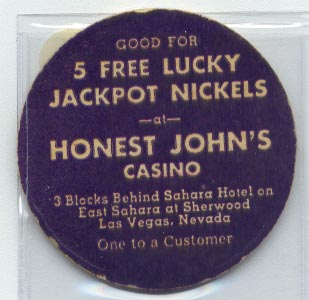 GOOD FOR
5 FREE LUCKY
JACKPOT NICKELS
—at—
HONEST JOHN'S
CASINO
3 Blocks Behind Sahara Hotel on
East Sahara at Sherwood
Las Vegas, Nevada
One to a Customer